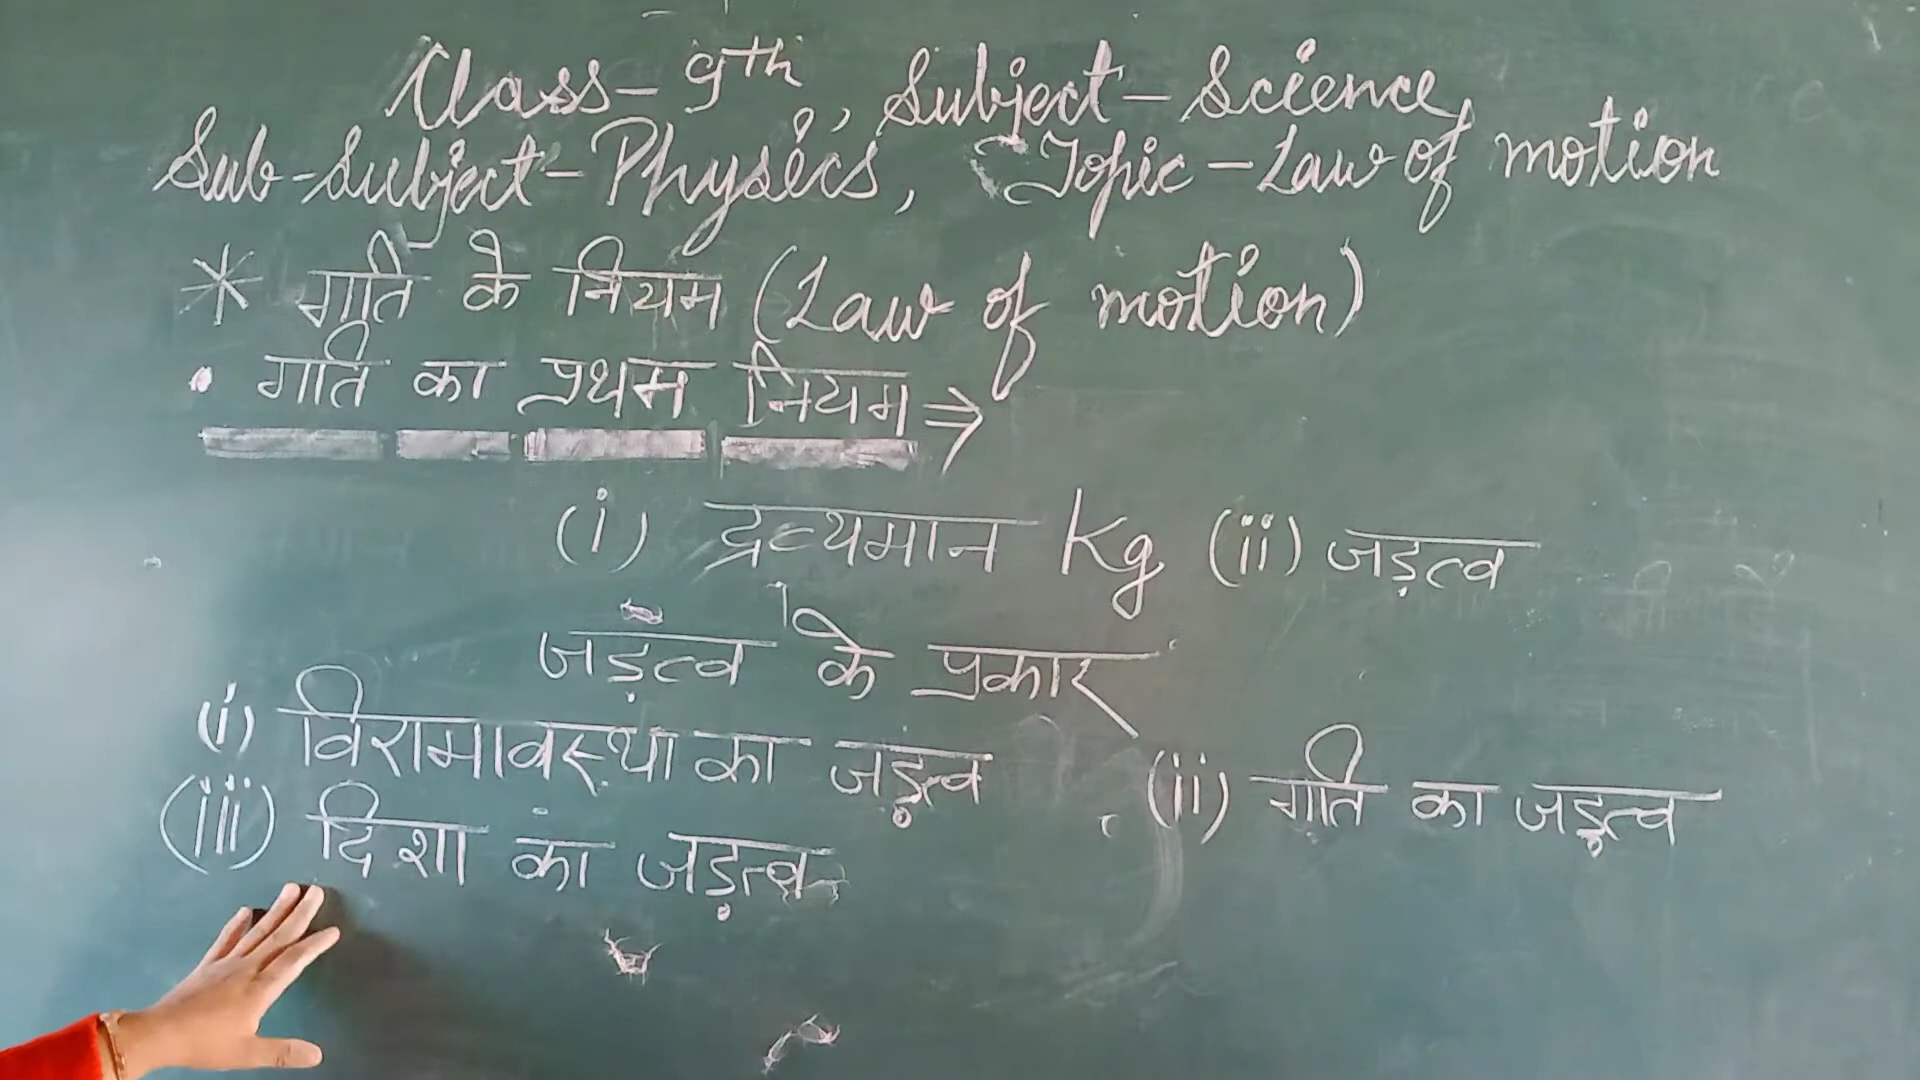 Class - 9th, Subject - Science,
Sub-Subject - Physics, Topic - Law of motion
* गति के नियम (Law of motion)
• गति का प्रथम नियम ⇒
(i) द्रव्यमान Kg (ii) जड़त्व
जड़त्व के प्रकार
(i) विरामावस्था का जड़त्व (ii) गति का जड़त्व
(iii) दिशा का जड़त्व